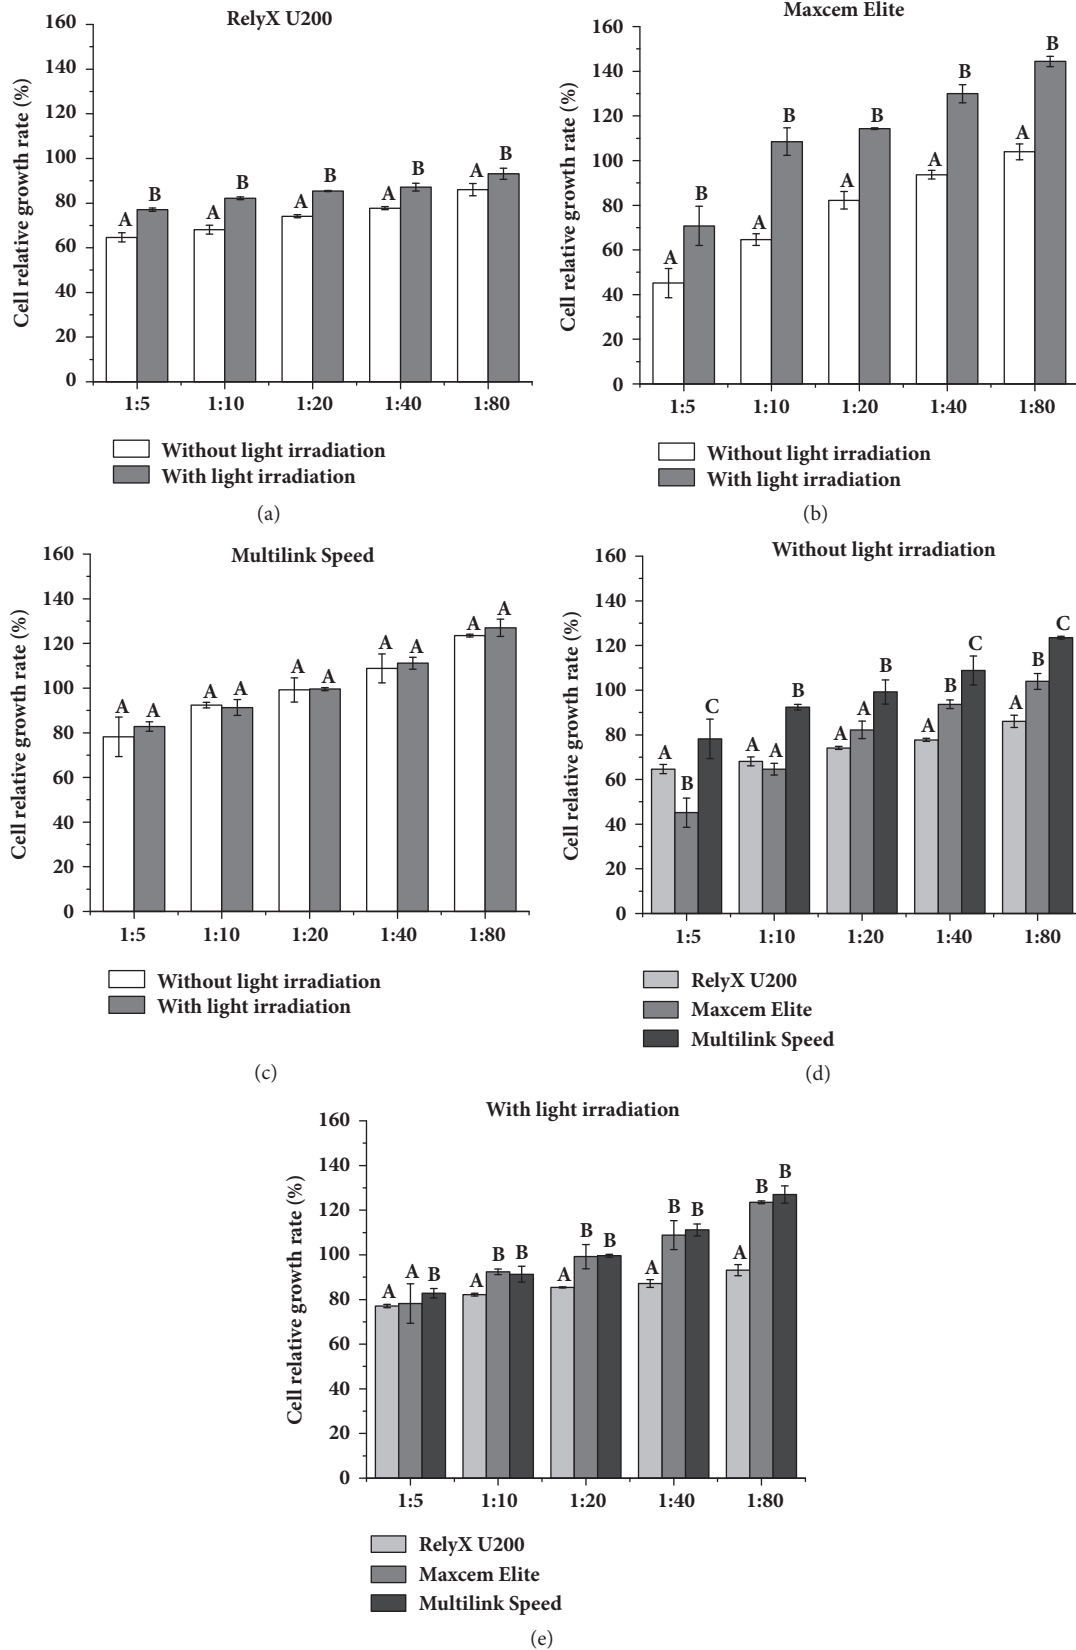 RelyX U200
Cell relative growth rate (%)
160
140
120
100
80
60
40
20
0
A B A B A B A B A B
1:5 1:10 1:20 1:40 1:80
Without light irradiation
With light irradiation
(a)
Maxcem Elite
Cell relative growth rate (%)
160
140
120
100
80
60
40
20
0
A B A B A B A B A B
1:5 1:10 1:20 1:40 1:80
Without light irradiation
With light irradiation
(b)
Multilink Speed
Cell relative growth rate (%)
160
140
120
100
80
60
40
20
0
A A A A A A A A A A
1:5 1:10 1:20 1:40 1:80
Without light irradiation
With light irradiation
(c)
Without light irradiation
Cell relative growth rate (%)
160
140
120
100
80
60
40
20
0
A B C A A B A A B A B C A B C
1:5 1:10 1:20 1:40 1:80
RelyX U200
Maxcem Elite
Multilink Speed
(d)
With light irradiation
Cell relative growth rate (%)
160
140
120
100
80
60
40
20
0
A A B A B B A B B A B B A B B
1:5 1:10 1:20 1:40 1:80
RelyX U200
Maxcem Elite
Multilink Speed
(e)